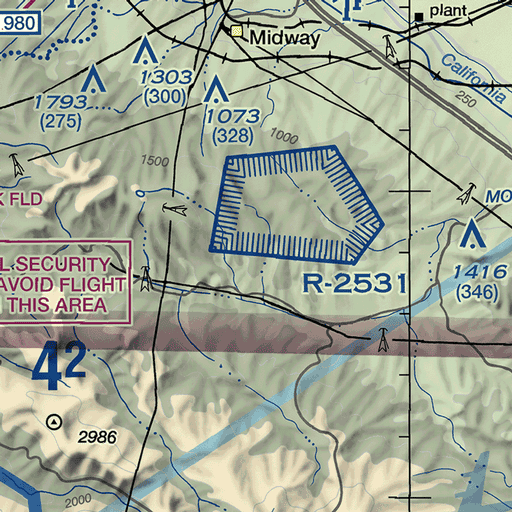 .980
plant
Midway
California
1303
(300)
250
1793
(275)
1073
(328)
1000
1500
K FLD
MO
L SECURITY
AVOID FLIGHT
THIS AREA
R-2531
1416
(346)
42
2986
2000